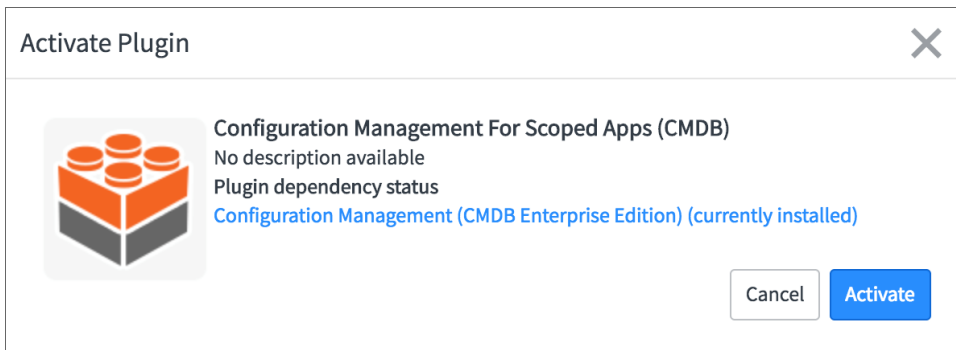 Activate Plugin
Configuration Management For Scoped Apps (CMDB)
No description available
Plugin dependency status
Configuration Management (CMDB Enterprise Edition) (currently installed)
Cancel Activate